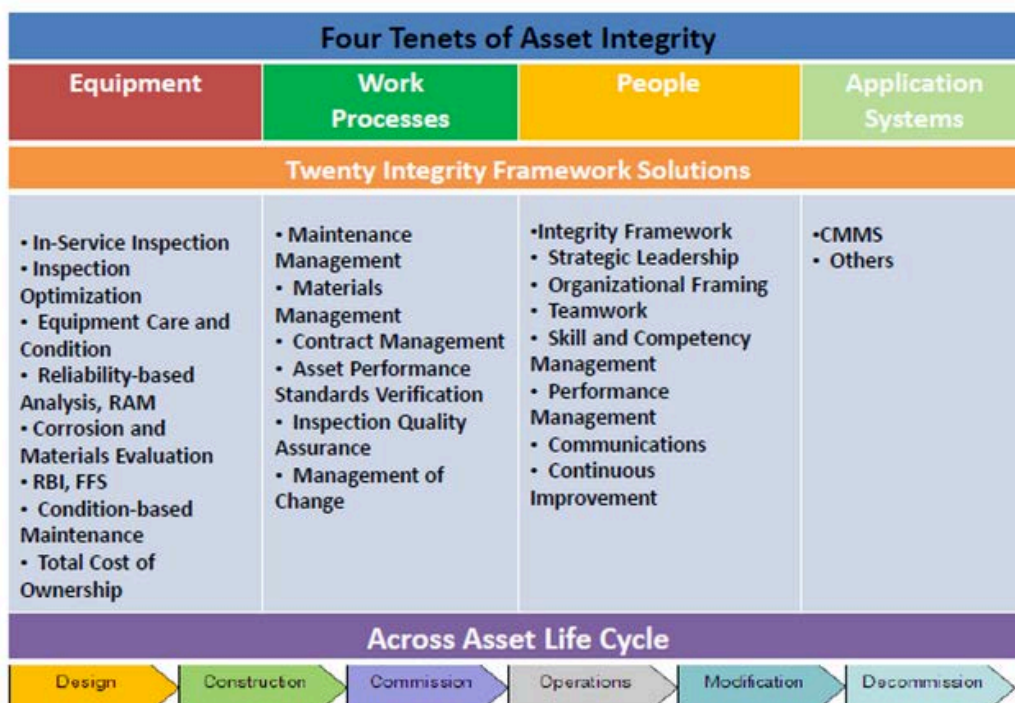 Four Tenets of Asset Integrity
Equipment
Work
Processes
People
Application
Systems
Twenty Integrity Framework Solutions
• In-Service Inspection
• Inspection
Optimization
• Equipment Care and
Condition
• Reliability-based
Analysis, RAM
• Corrosion and
Materials Evaluation
• RBI, FFS
• Condition-based
Maintenance
• Total Cost of
Ownership
• Maintenance
Management
• Materials
Management
• Contract Management
• Asset Performance
Standards Verification
• Inspection Quality
Assurance
• Management of
Change
•Integrity Framework
• Strategic Leadership
• Organizational Framing
• Teamwork
• Skill and Competency
Management
• Performance
Management
• Communications
• Continuous
Improvement
•CMMS
• Others
Across Asset Life Cycle
Design
Construction
Commission
Operations
Modification
Decommission